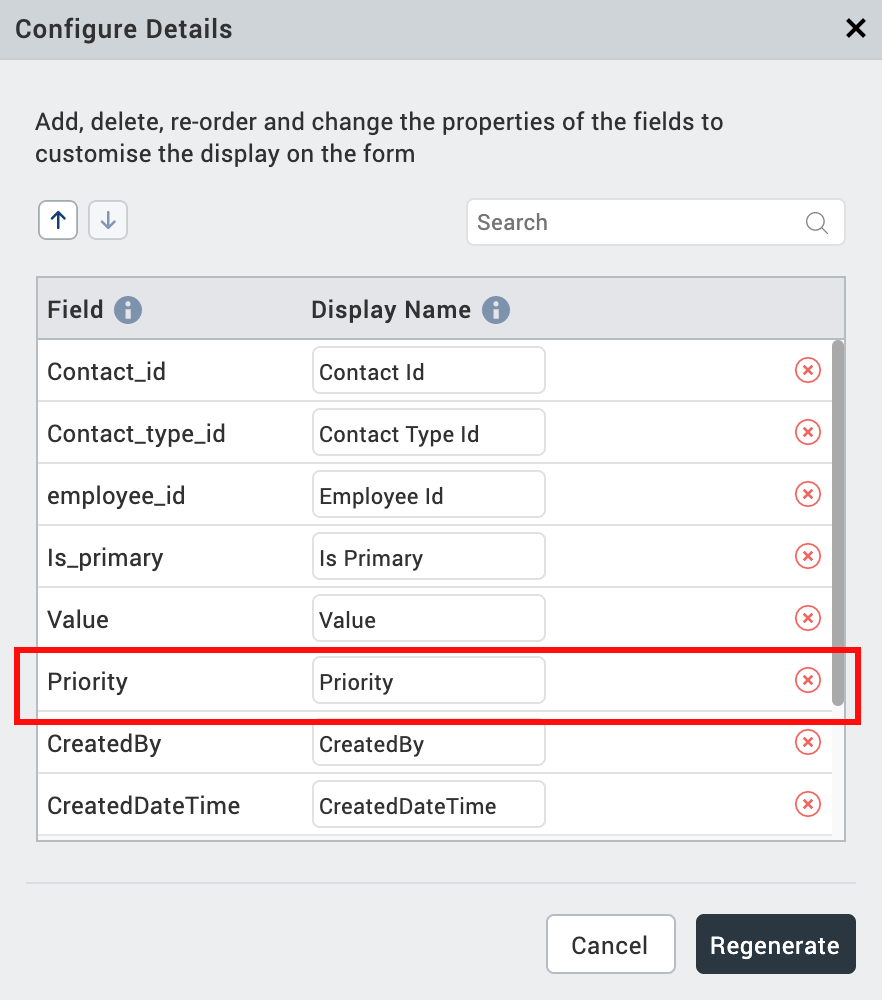 Configure Details
Add, delete, re-order and change the properties of the fields to
customise the display on the form
Search
Field Display Name
Contact_id Contact Id
Contact_type_id Contact Type Id
employee_id Employee Id
Is_primary Is Primary
Value Value
Priority Priority
CreatedBy CreatedBy
CreatedDateTime CreatedDateTime
Cancel Regenerate